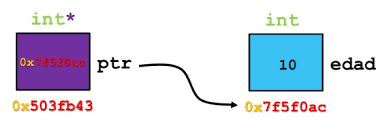 int* int
0x7f5f0ac ptr 10 edad
0x503fb43 0x7f5f0ac